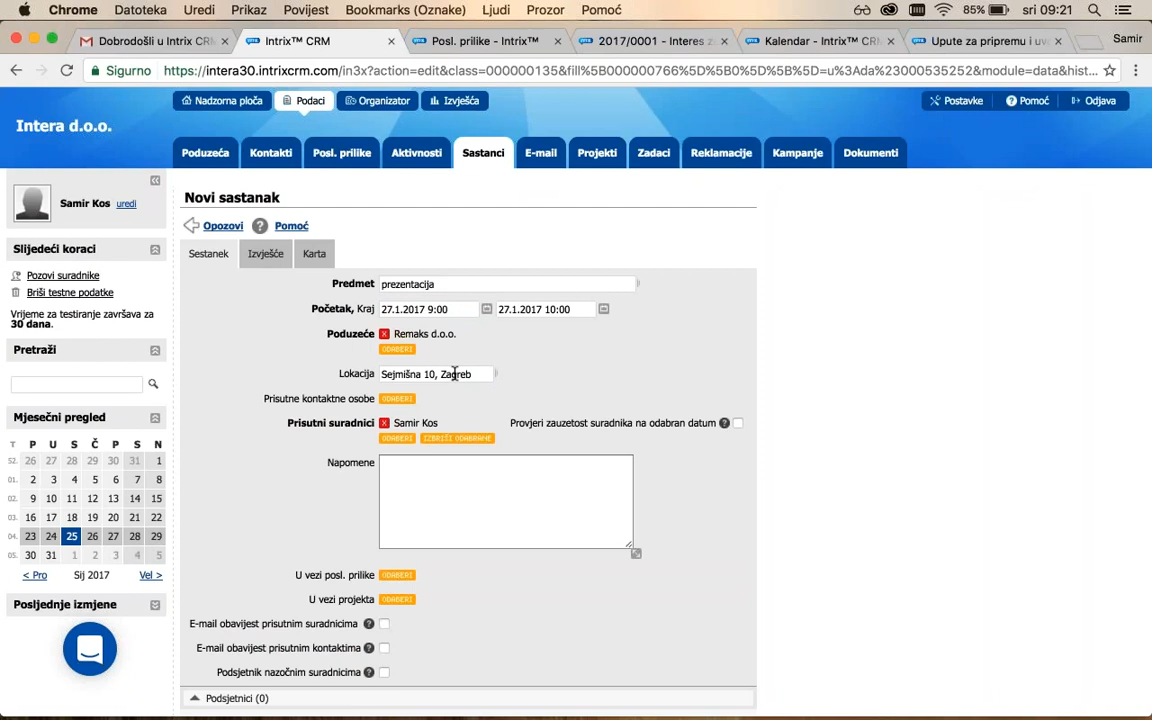 Chrome Datoteka Uredi Prikaz Povijest Bookmarks (Oznake) Ljudi Prozor Pomoć 85% sri 09:21
Dobrodošli u Intrix CR × Intrix™ CRM × Posl. prilike - Intrix™ × 2017/0001 - Interes z × Kalendar - Intrix™ CRM × Upute za pripremu i × Samir
Sigurno https://intera30.intrixcrm.com/in3x?action=edit&class=000000135&fill%5B000000766%5D%5B0%5D%5B%5D=u%3Ada%23000535252&module=data&hist...
Nadzorna ploča Podaci Organizator Izvješća Postavke Pomoć Odjava
Intera d.o.o.
Poduzeća Kontakti Posl. prilike Aktivnosti Sastanci E-mail Projekti Zadaci Reklamacije Kampanje Dokumenti
Samir Kos uredi
Slijedeći koraci
Pozovi suradnike
Briši testne podatke
Vrijeme za testiranje završava za
30 dana.
Pretraži
Mjesečni pregled
T P U S Č P S N
52. 26 27 28 29 30 31 1
01. 2 3 4 5 6 7 8
02. 9 10 11 12 13 14 15
03. 16 17 18 19 20 21 22
04. 23 24 25 26 27 28 29
05. 30 31 1 2 3 4 5
< Pro Sij 2017 Vel >
Posljednje izmjene
Novi sastanak
Opozovi ? Pomoć
Sestanek Izvješće Karta
Predmet prezentacija
Početak, Kraj 27.1.2017 9:00 27.1.2017 10:00
Poduzeće X Remaks d.o.o.
ODABERI
Lokacija Sejmišna 10, Zagreb
Prisutne kontaktne osobe ODABERI
Prisutni suradnici X Samir Kos Provjeri zauzetost suradnika na odabran datum ?
ODABERI IZBRIŠI ODABRANE
Napomene
U vezi posl. prilike ODABERI
U vezi projekta ODABERI
E-mail obavijest prisutnim suradnicima ?
E-mail obavijest prisutnim kontaktima ?
Podsjetnik nazočnim suradnicima ?
Podsjetnici (0)